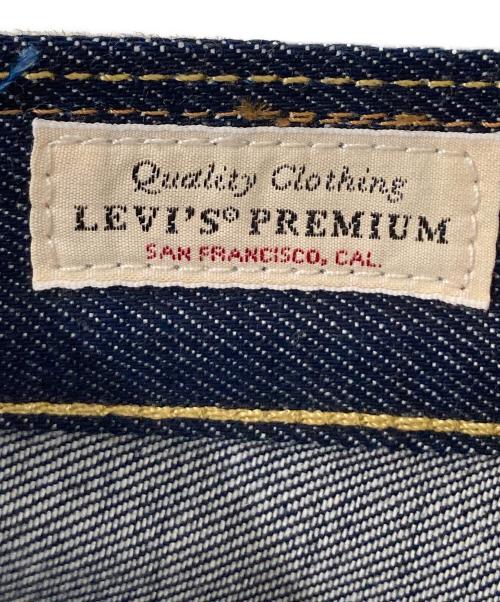 Quality Clothing
LEVI'S® PREMIUM
SAN FRANCISCO, CAL.